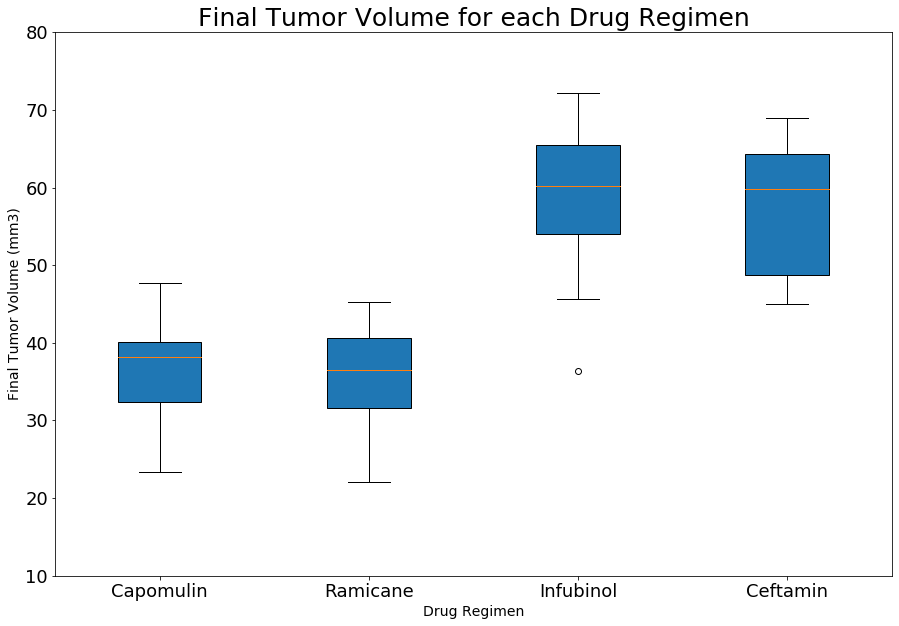 Final Tumor Volume for each Drug Regimen
80
70
60
50
40
30
20
10
Final Tumor Volume (mm3)
Capomulin Ramicane Infubinol Ceftamin
Drug Regimen